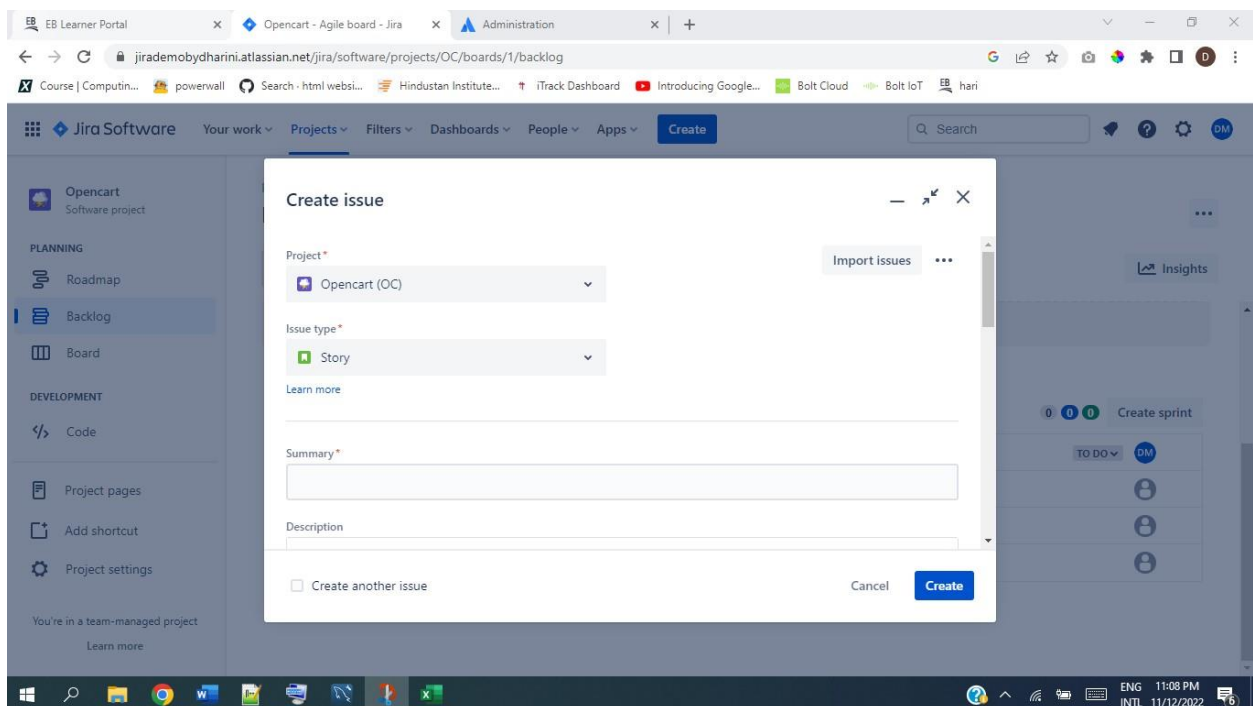 EB EB Learner Portal
Opencart - Agile board - Jira
Administration
jirademobydharini.atlassian.net/jira/software/projects/OC/boards/1/backlog
D
Course | Computin... powerwall Search · html websi... Hindustan Institute... iTrack Dashboard Introducing Google... Bolt Cloud Bolt IoT EB hari
Jira Software Your work Projects Filters Dashboards People Apps Create Search DM
Opencart
Software project
PLANNING
Roadmap
Backlog
Board
DEVELOPMENT
Code
Project pages
Add shortcut
Project settings
You're in a team-managed project
Learn more
Create issue
Project*
Import issues
Opencart (OC)
Issue type*
Story
Learn more
Summary*
Description
Create another issue
Cancel Create
Insights
0 0 0 Create sprint
TO DO DM
ENG 11:08 PM
INTL 11/12/2022 6